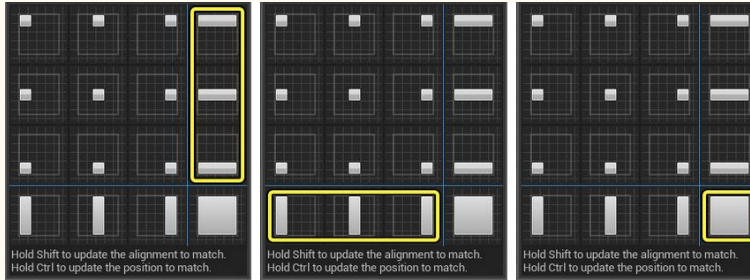 Hold Shift to update the alignment to match.
Hold Ctrl to update the position to match.
Hold Shift to update the alignment to match.
Hold Ctrl to update the position to match.
Hold Shift to update the alignment to match.
Hold Ctrl to update the position to match.